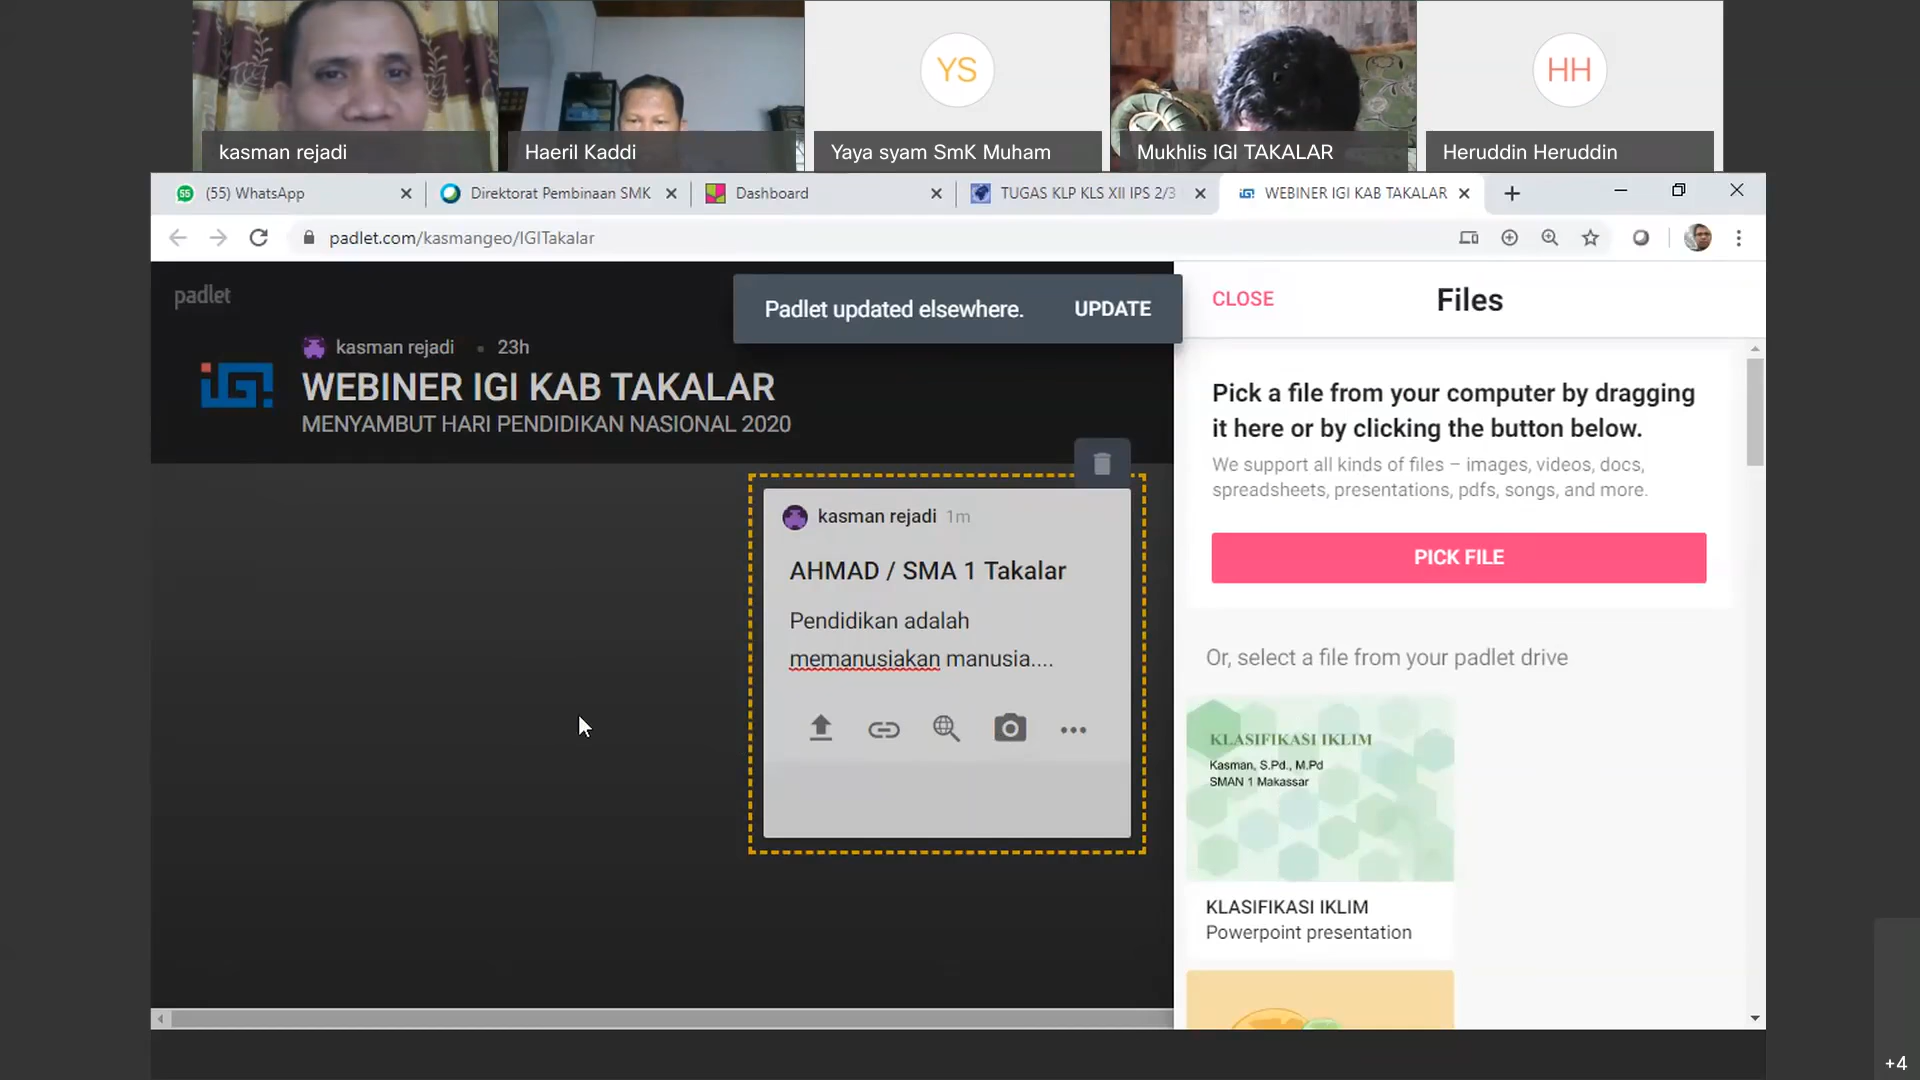 YS
HH
kasman rejadi
Haeril Kaddi
Yaya syam SmK Muham
Mukhlis IGI TAKALAR
Heruddin Heruddin
55
(55) WhatsApp
Direktorat Pembinaan SMK
Dashboard
TUGAS KLP KLS XII IPS 2/3
WEBINER IGI KAB TAKALAR
padlet.com/kasmangeo/IGITakalar
padlet
Padlet updated elsewhere. UPDATE
kasman rejadi • 23h
iGi
WEBINER IGI KAB TAKALAR
MENYAMBUT HARI PENDIDIKAN NASIONAL 2020
kasman rejadi 1m
AHMAD / SMA 1 Takalar
Pendidikan adalah
memanusiakan manusia....
CLOSE
Files
Pick a file from your computer by dragging
it here or by clicking the button below.
We support all kinds of files – images, videos, docs,
spreadsheets, presentations, pdfs, songs, and more.
PICK FILE
Or, select a file from your padlet drive
KLASIFIKASI IKLIM
Kasman, S.Pd., M.Pd
SMAN 1 Makassar
KLASIFIKASI IKLIM
Powerpoint presentation
+4